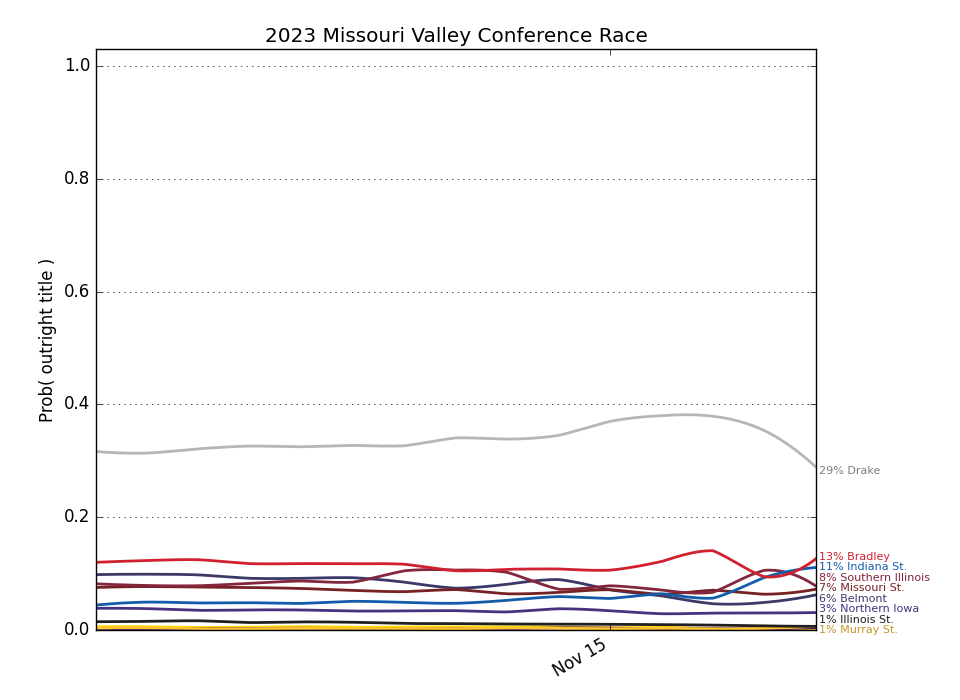 2023 Missouri Valley Conference Race
Prob( outright title )
1.0
0.8
0.6
0.4
0.2
0.0
Nov 15
29% Drake
13% Bradley
11% Indiana St.
8% Southern Illinois
7% Missouri St.
6% Belmont
3% Northern Iowa
1% Illinois St.
1% Murray St.